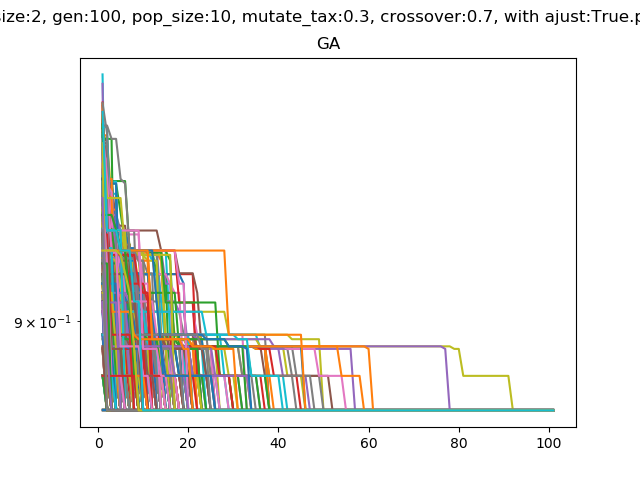 size:2, gen:100, pop_size:10, mutate_tax:0.3, crossover:0.7, with ajust:True.p
GA
9 × 10⁻¹
0 20 40 60 80 100